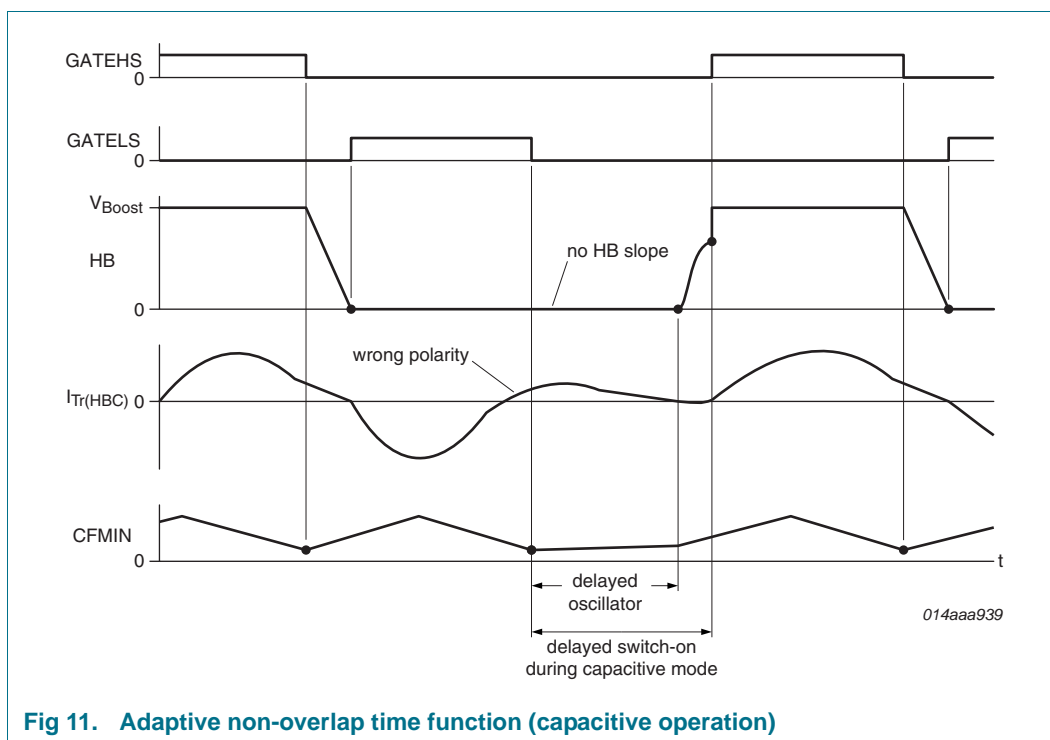 GATEHS
0
GATELS
0
VBoost
HB
no HB slope
0
wrong polarity
ITr(HBC) 0
CFMIN
0
t
delayed
oscillator
014aaa939
delayed switch-on
during capacitive mode
Fig 11. Adaptive non-overlap time function (capacitive operation)